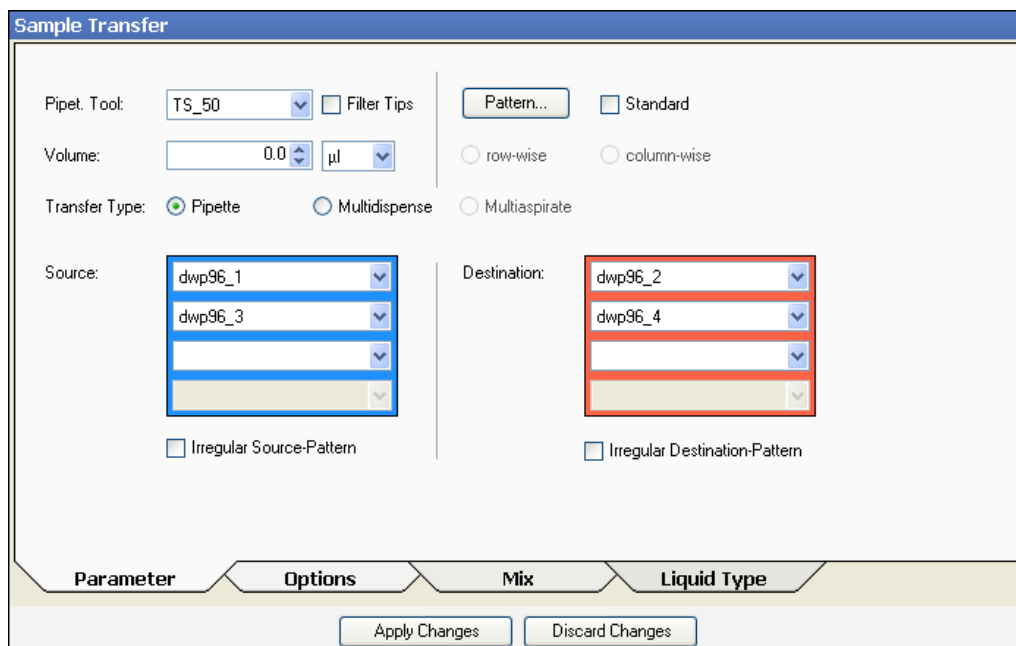 Sample Transfer
Pipet. Tool: TS_50 Filter Tips Pattern... Standard
Volume: 0.0 µl row-wise column-wise
Transfer Type: Pipette Multidispense Multiaspirate
Source: dwp96_1 Destination: dwp96_2
dwp96_3 dwp96_4
Irregular Source-Pattern Irregular Destination-Pattern
Parameter Options Mix Liquid Type
Apply Changes Discard Changes